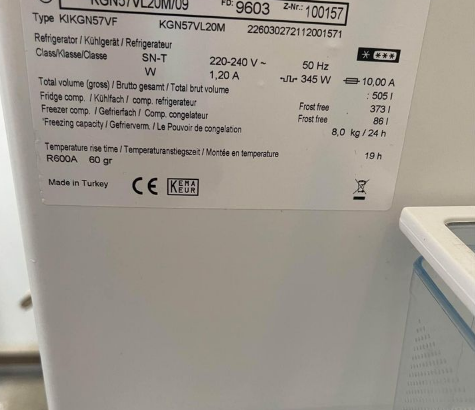 KGN57VL20M/09 FD: 9603 Z-Nr.: 100157
Type KIKGN57VF KGN57VL20M 226030272112001571
Refrigerator / Kühlgerät / Refrigerateur
Class/Klasse/Classe SN-T 220-240 V ~ 50 Hz
W 1,20 A 345 W 10,00 A
Total volume (gross) / Brutto gesamt / Total brut volume : 505 l
Fridge comp. / Kühlfach / comp. refrigerateur Frost free 373 l
Freezer comp. / Gefrierfach / Comp. congelateur Frost free 86 l
Freezing capacity / Gefrierverm. / Le Pouvoir de congelation 8,0 kg / 24 h
Temperature rise time / Temperaturanstiegszeit / Montée en temperature 19 h
R600A 60 gr
Made in Turkey CE KEMA KEUR